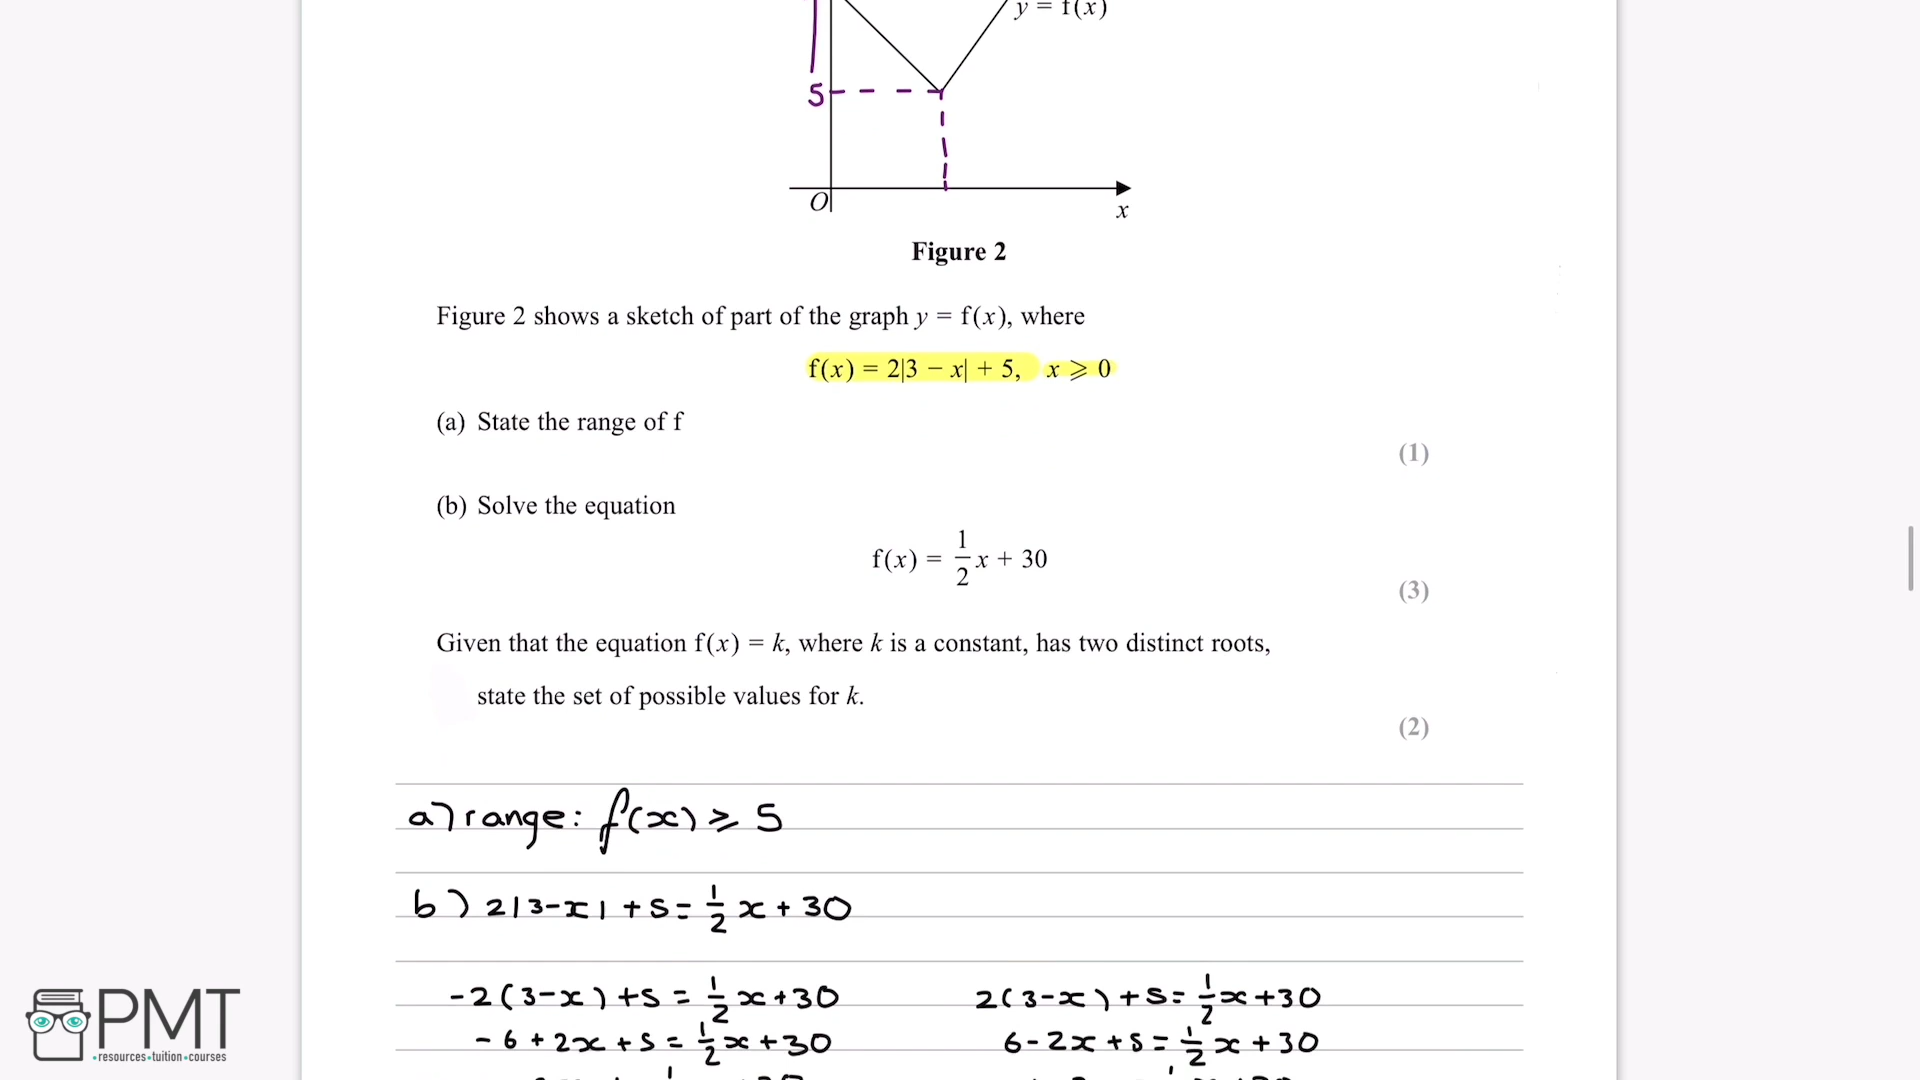 y = f(x)
5
O
x
Figure 2
Figure 2 shows a sketch of part of the graph y = f(x), where
f(x) = 2|3 − x| + 5, x ⩾ 0
(a) State the range of f
(1)
(b) Solve the equation
f(x) = 1/2 x + 30
(3)
Given that the equation f(x) = k, where k is a constant, has two distinct roots,
state the set of possible values for k.
(2)
a) range: f(x) ⩾ 5
b) 2|3-x| + 5 = 1/2 x + 30
-2(3-x) + 5 = 1/2 x + 30
-6 + 2x + 5 = 1/2 x + 30
2(3-x) + 5 = 1/2 x + 30
6 - 2x + 5 = 1/2 x + 30
PMT
•resources•tuition•courses